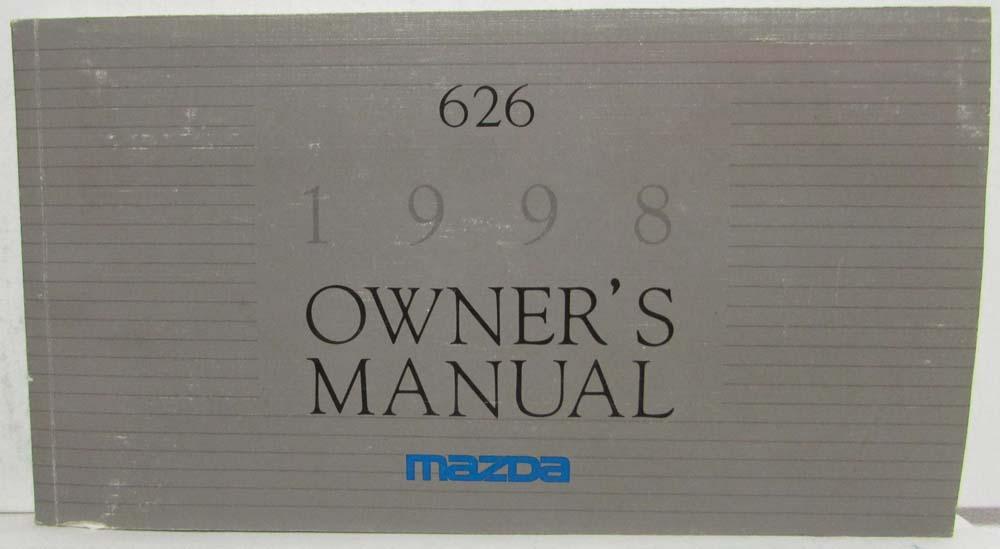 626
1998
OWNER'S
MANUAL
mazda